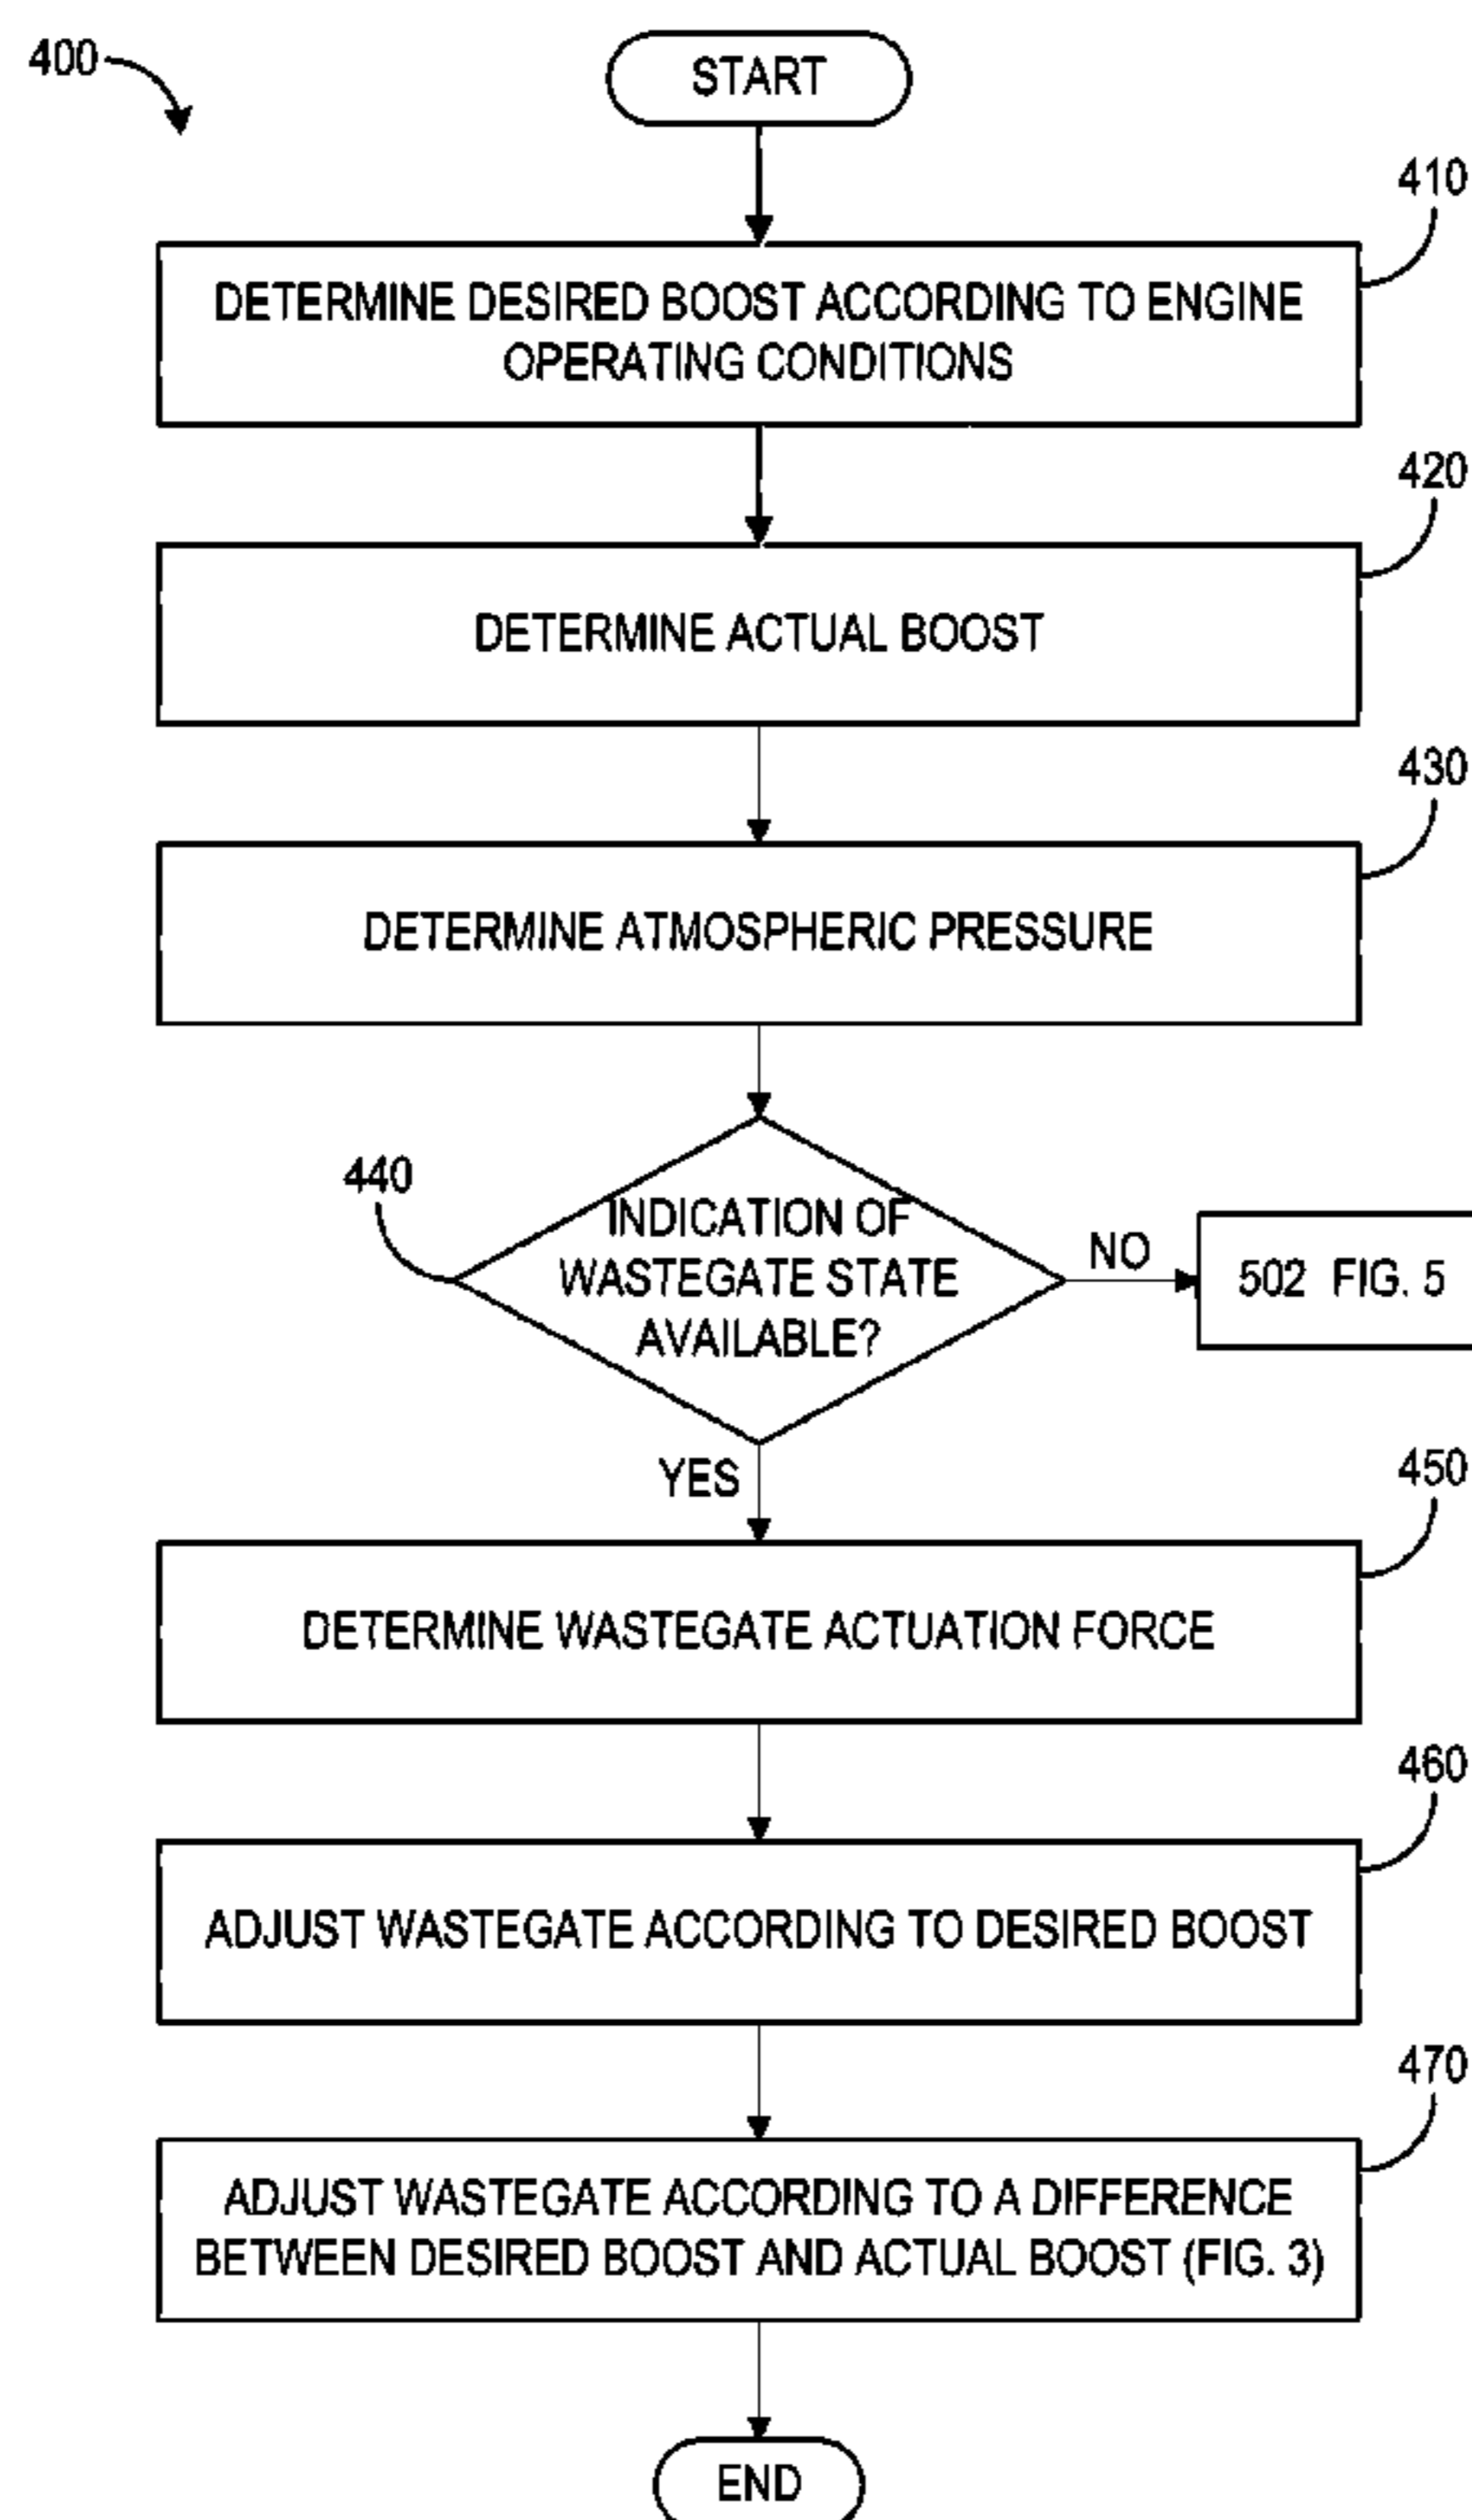 400
START
410
DETERMINE DESIRED BOOST ACCORDING TO ENGINE
OPERATING CONDITIONS
420
DETERMINE ACTUAL BOOST
430
DETERMINE ATMOSPHERIC PRESSURE
440
INDICATION OF
WASTEGATE STATE
AVAILABLE?
NO
502 FIG. 5
YES
450
DETERMINE WASTEGATE ACTUATION FORCE
460
ADJUST WASTEGATE ACCORDING TO DESIRED BOOST
470
ADJUST WASTEGATE ACCORDING TO A DIFFERENCE
BETWEEN DESIRED BOOST AND ACTUAL BOOST (FIG. 3)
END